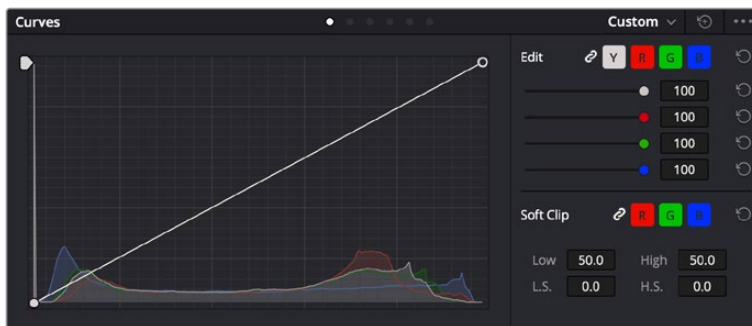 Curves Custom
Edit Y R G B
100
100
100
100
Soft Clip R G B
Low 50.0 High 50.0
L.S. 0.0 H.S. 0.0